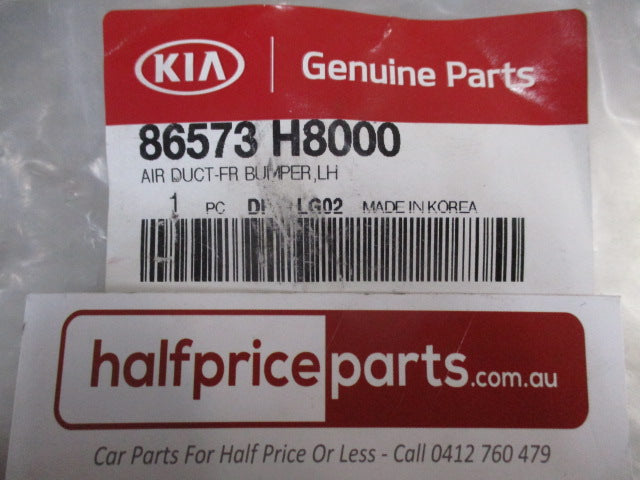 KIA Genuine Parts
86573 H8000
AIR DUCT-FR BUMPER,LH
1 PC LG02 MADE IN KOREA
halfpriceparts.com.au
Car Parts For Half Price Or Less - Call 0412 760 479